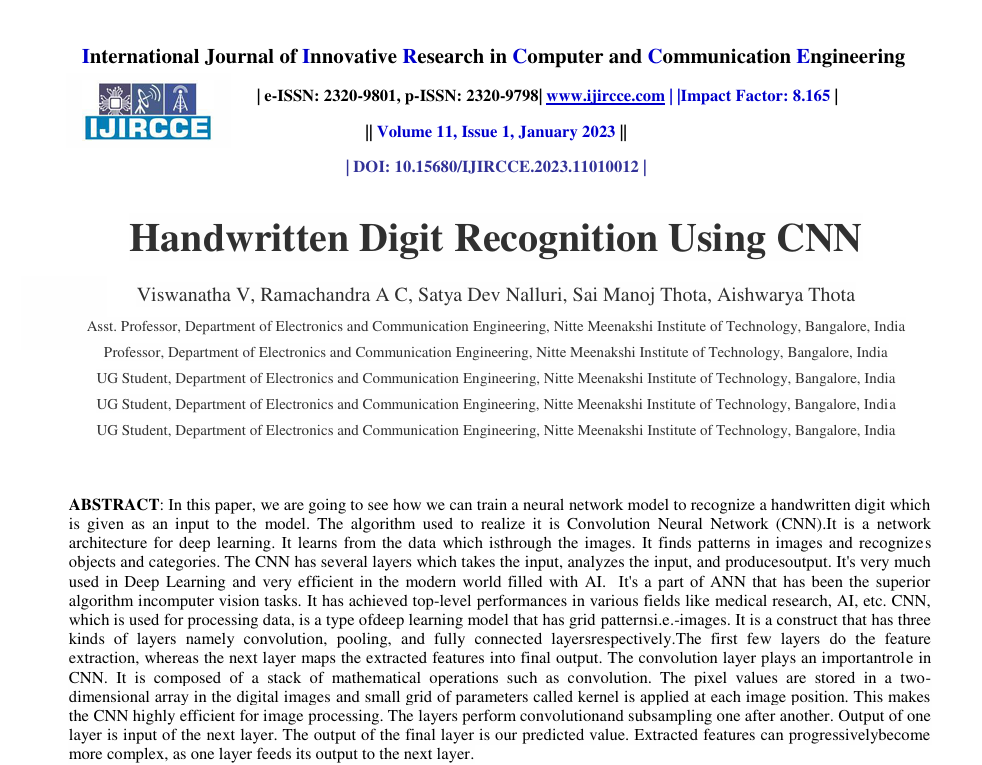 International Journal of Innovative Research in Computer and Communication Engineering
IJIRCCE
| e-ISSN: 2320-9801, p-ISSN: 2320-9798| www.ijircce.com | |Impact Factor: 8.165 |
|| Volume 11, Issue 1, January 2023 ||
| DOI: 10.15680/IJIRCCE.2023.11010012 |
Handwritten Digit Recognition Using CNN
Viswanatha V, Ramachandra A C, Satya Dev Nalluri, Sai Manoj Thota, Aishwarya Thota
Asst. Professor, Department of Electronics and Communication Engineering, Nitte Meenakshi Institute of Technology, Bangalore, India
Professor, Department of Electronics and Communication Engineering, Nitte Meenakshi Institute of Technology, Bangalore, India
UG Student, Department of Electronics and Communication Engineering, Nitte Meenakshi Institute of Technology, Bangalore, India
UG Student, Department of Electronics and Communication Engineering, Nitte Meenakshi Institute of Technology, Bangalore, India
UG Student, Department of Electronics and Communication Engineering, Nitte Meenakshi Institute of Technology, Bangalore, India
ABSTRACT: In this paper, we are going to see how we can train a neural network model to recognize a handwritten digit which
is given as an input to the model. The algorithm used to realize it is Convolution Neural Network (CNN).It is a network
architecture for deep learning. It learns from the data which isthrough the images. It finds patterns in images and recognizes
objects and categories. The CNN has several layers which takes the input, analyzes the input, and producesoutput. It's very much
used in Deep Learning and very efficient in the modern world filled with AI. It's a part of ANN that has been the superior
algorithm incomputer vision tasks. It has achieved top-level performances in various fields like medical research, AI, etc. CNN,
which is used for processing data, is a type ofdeep learning model that has grid patternsi.e.-images. It is a construct that has three
kinds of layers namely convolution, pooling, and fully connected layersrespectively.The first few layers do the feature
extraction, whereas the next layer maps the extracted features into final output. The convolution layer plays an importantrole in
CNN. It is composed of a stack of mathematical operations such as convolution. The pixel values are stored in a two-
dimensional array in the digital images and small grid of parameters called kernel is applied at each image position. This makes
the CNN highly efficient for image processing. The layers perform convolutionand subsampling one after another. Output of one
layer is input of the next layer. The output of the final layer is our predicted value. Extracted features can progressivelybecome
more complex, as one layer feeds its output to the next layer.